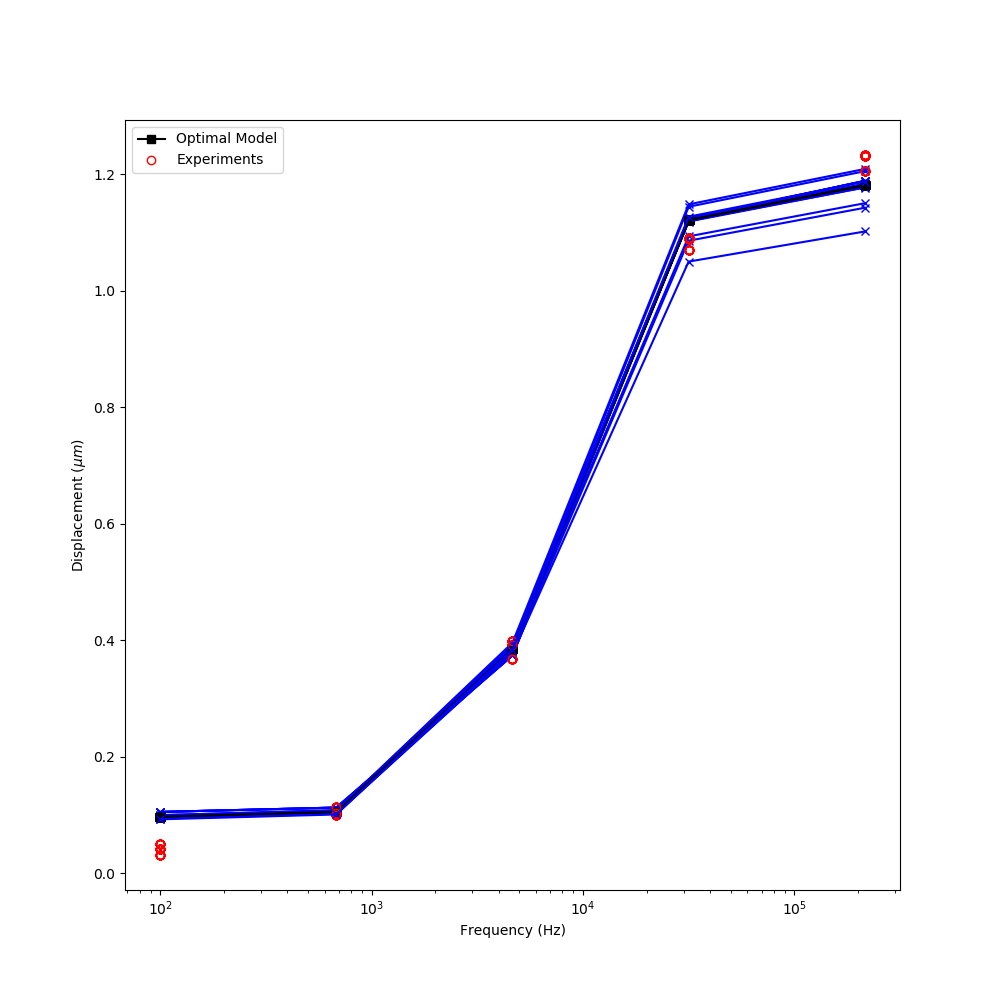 Optimal Model
Experiments
1.2
1.0
0.8
0.6
0.4
0.2
0.0
Displacement (μm)
10²
10³
10⁴
10⁵
Frequency (Hz)